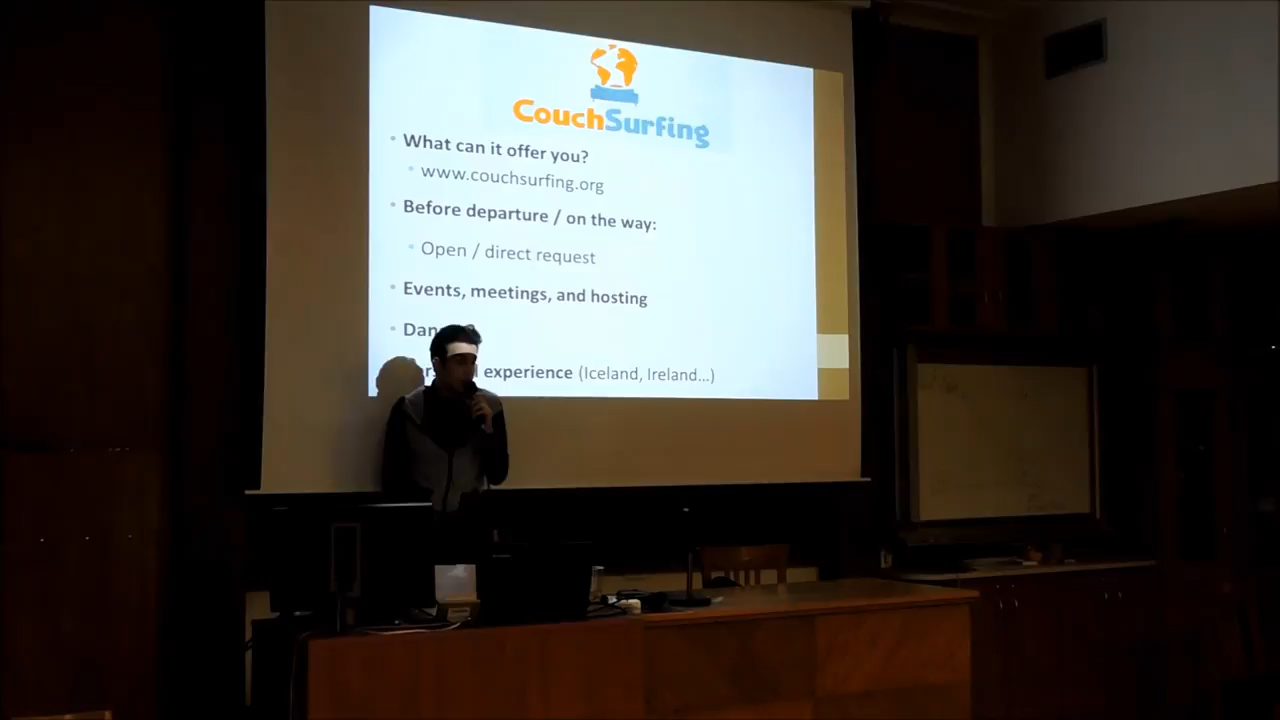 CouchSurfing
• What can it offer you?
• www.couchsurfing.org
• Before departure / on the way:
• Open / direct request
• Events, meetings, and hosting
• Dan
experience (Iceland, Ireland...)